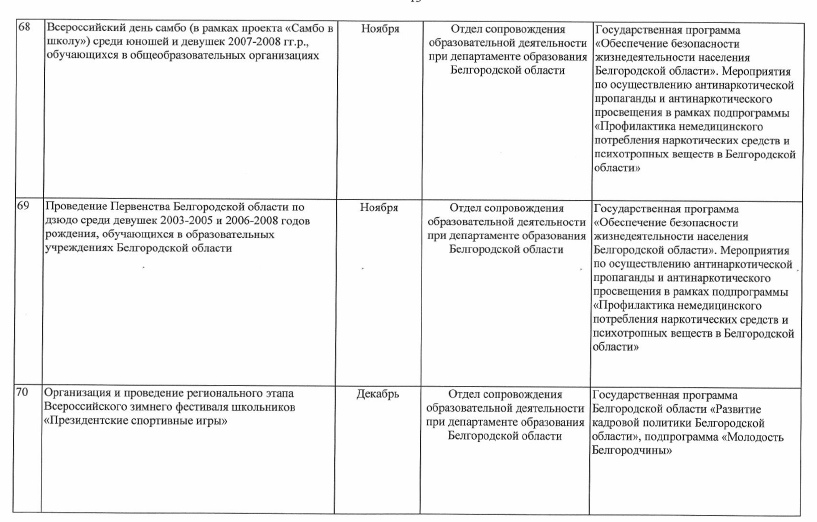 68
Всероссийский день самбо (в рамках проекта «Самбо в
школу») среди юношей и девушек 2007-2008 гг.р.,
обучающихся в общеобразовательных организациях
Ноября
Отдел сопровождения
образовательной деятельности
при департаменте образования
Белгородской области
Государственная программа
«Обеспечение безопасности
жизнедеятельности населения
Белгородской области». Мероприятия
по осуществлению антинаркотической
пропаганды и антинаркотического
просвещения в рамках подпрограммы
«Профилактика немедицинского
потребления наркотических средств и
психотропных веществ в Белгородской
области»
69
Проведение Первенства Белгородской области по
дзюдо среди девушек 2003-2005 и 2006-2008 годов
рождения, обучающихся в образовательных
учреждениях Белгородской области
Ноября
Отдел сопровождения
образовательной деятельности
при департаменте образования
Белгородской области
Государственная программа
«Обеспечение безопасности
жизнедеятельности населения
Белгородской области». Мероприятия
по осуществлению антинаркотической
пропаганды и антинаркотического
просвещения в рамках подпрограммы
«Профилактика немедицинского
потребления наркотических средств и
психотропных веществ в Белгородской
области»
70
Организация и проведение регионального этапа
Всероссийского зимнего фестиваля школьников
«Президентские спортивные игры»
Декабрь
Отдел сопровождения
образовательной деятельности
при департаменте образования
Белгородской области
Государственная программа
Белгородской области «Развитие
кадровой политики Белгородской
области», подпрограмма «Молодость
Белгородчины»